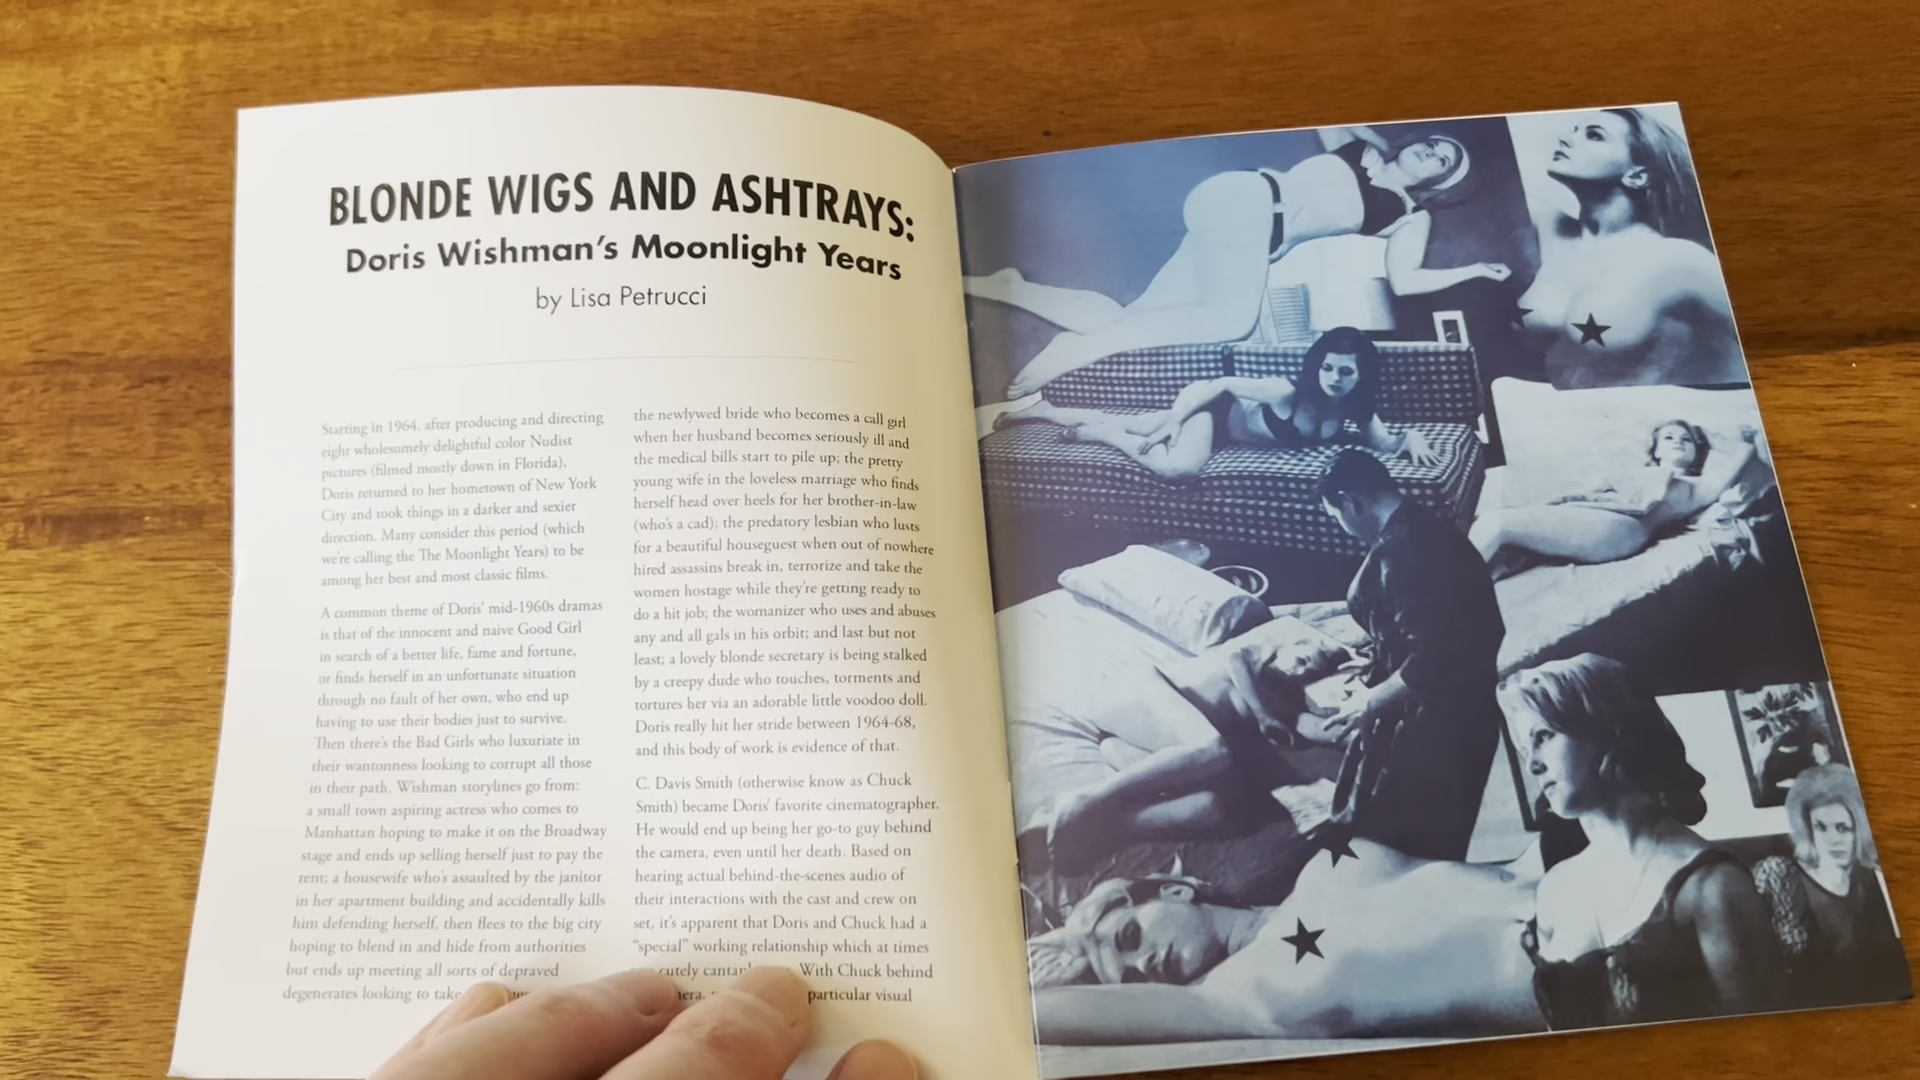 BLONDE WIGS AND ASHTRAYS:
Doris Wishman's Moonlight Years
by Lisa Petrucci
Starting in 1964, after producing and directing
eight wholesomely delightful color Nudist
pictures (filmed mostly down in Florida),
Doris returned to her hometown of New York
City and took things in a darker and sexier
direction. Many consider this period (which
we're calling the The Moonlight Years) to be
among her best and most classic films.
A common theme of Doris' mid-1960s dramas
is that of the innocent and naive Good Girl
in search of a better life, fame and fortune,
or finds herself in an unfortunate situation
through no fault of her own, who end up
having to use their bodies just to survive.
Then there's the Bad Girls who luxuriate in
their wantonness looking to corrupt all those
in their path. Wishman storylines go from:
a small town aspiring actress who comes to
Manhattan hoping to make it on the Broadway
stage and ends up selling herself just to pay the
rent; a housewife who's assaulted by the janitor
in her apartment building and accidentally kills
him defending herself, then flees to the big city
hoping to blend in and hide from authorities
but ends up meeting all sorts of depraved
degenerates looking to take
the newlywed bride who becomes a call girl
when her husband becomes seriously ill and
the medical bills start to pile up; the pretty
young wife in the loveless marriage who finds
herself head over heels for her brother-in-law
(who's a cad); the predatory lesbian who lusts
for a beautiful houseguest when out of nowhere
hired assassins break in, terrorize and take the
women hostage while they're getting ready to
do a hit job; the womanizer who uses and abuses
any and all gals in his orbit; and last but not
least; a lovely blonde secretary is being stalked
by a creepy dude who touches, torments and
tortures her via an adorable little voodoo doll.
Doris really hit her stride between 1964-68,
and this body of work is evidence of that.
C. Davis Smith (otherwise know as Chuck
Smith) became Doris' favorite cinematographer.
He would end up being her go-to guy behind
the camera, even until her death. Based on
hearing actual behind-the-scenes audio of
their interactions with the cast and crew on
set, it's apparent that Doris and Chuck had a
"special" working relationship which at times
With Chuck behind
particular visual